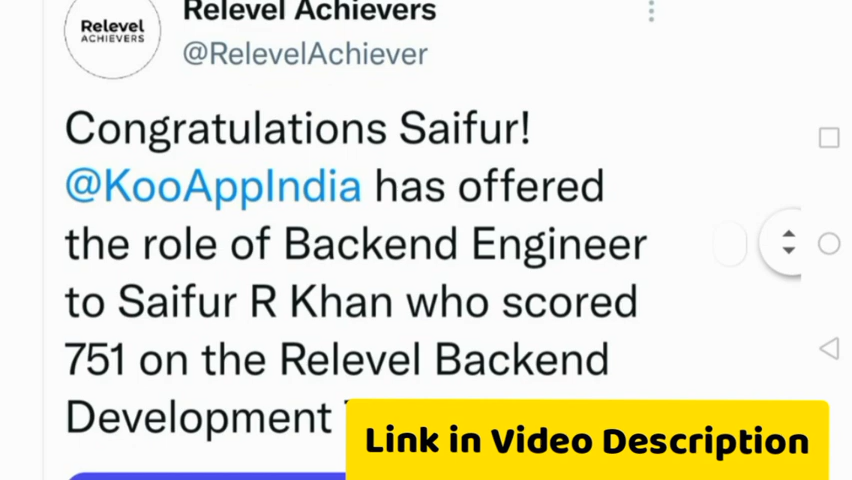 Relevel
ACHIEVERS
Relevel Achievers
@RelevelAchiever
Congratulations Saifur!
@KooAppIndia has offered
the role of Backend Engineer
to Saifur R Khan who scored
751 on the Relevel Backend
Development
Link in Video Description